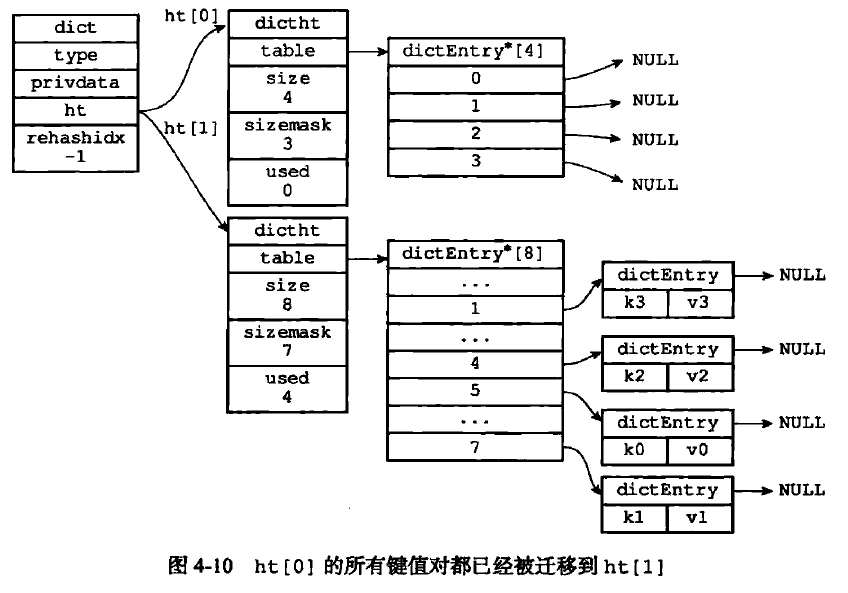 dict
type
privdata
ht
rehashidx
-1
ht[0]
dictht
table
size
4
sizemask
3
used
0
dictEntry*[4]
0
1
2
3
NULL
NULL
NULL
NULL
ht[1]
dictht
table
size
8
sizemask
7
used
4
dictEntry*[8]
...
1
...
4
5
...
7
dictEntry
k3 v3
NULL
dictEntry
k2 v2
NULL
dictEntry
k0 v0
NULL
dictEntry
k1 v1
NULL
图 4-10 ht[0] 的所有键值对都已经被迁移到 ht[1]